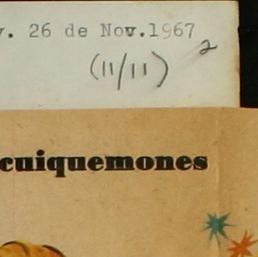 . 26 de Nov.1967
(11/11) 2
cuiquemones